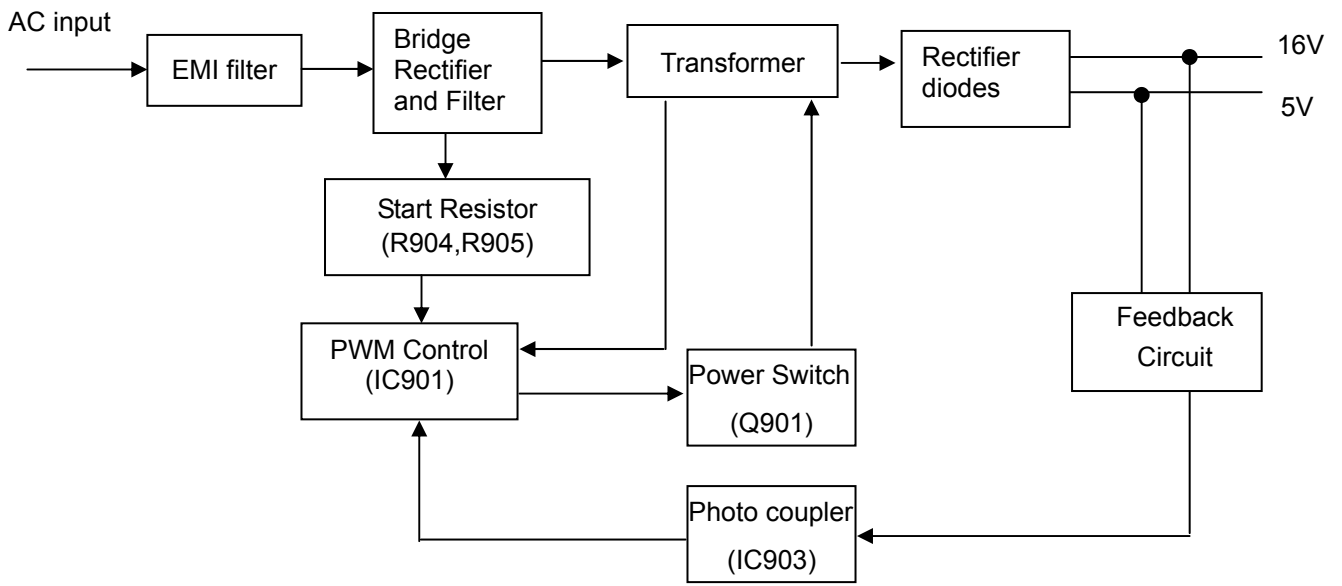 AC input
EMI filter
Bridge
Rectifier
and Filter
Transformer
Rectifier
diodes
16V
5V
Start Resistor
(R904,R905)
PWM Control
(IC901)
Power Switch
(Q901)
Feedback
Circuit
Photo coupler
(IC903)